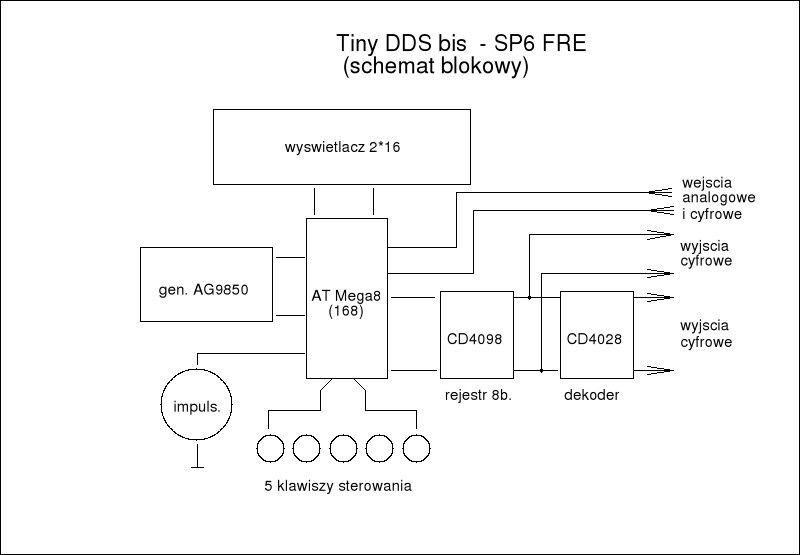 Tiny DDS bis - SP6 FRE
(schemat blokowy)
wyswietlacz 2*16
wejscia
analogowe
i cyfrowe
wyjscia
cyfrowe
gen. AG9850
AT Mega8
(168)
wyjscia
cyfrowe
CD4098
CD4028
rejestr 8b.
dekoder
impuls.
5 klawiszy sterowania